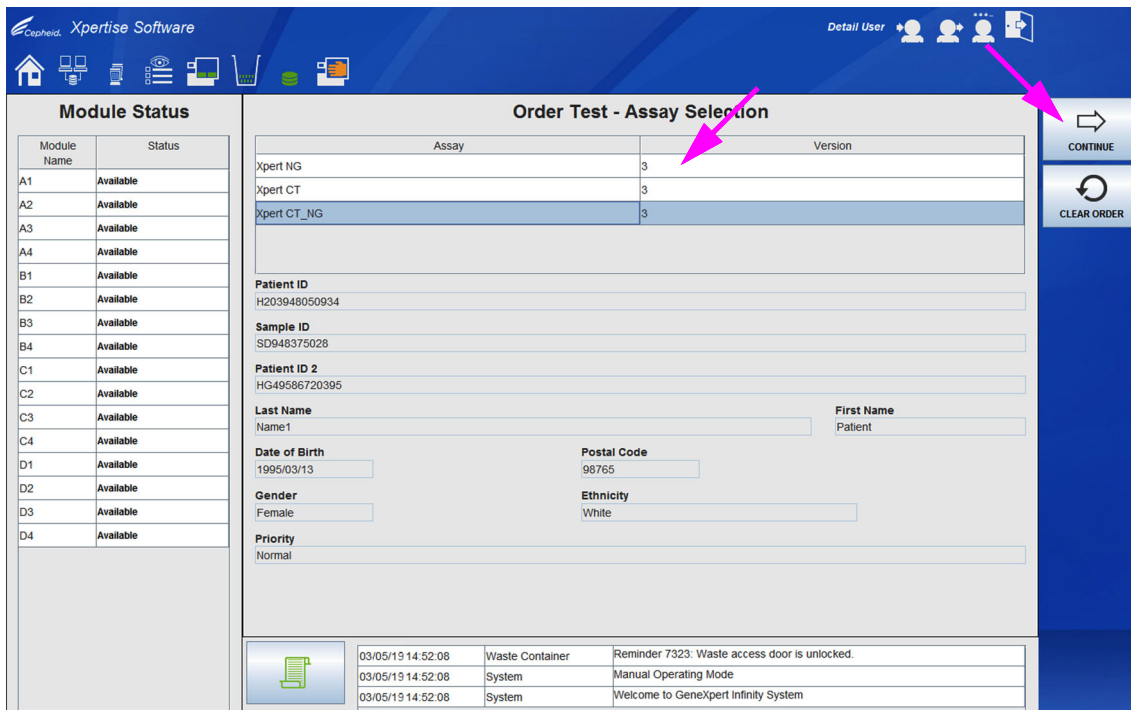 Cepheid. Xpertise Software
Detail User
Module Status
Module Name Status
A1 Available
A2 Available
A3 Available
A4 Available
B1 Available
B2 Available
B3 Available
B4 Available
C1 Available
C2 Available
C3 Available
C4 Available
D1 Available
D2 Available
D3 Available
D4 Available
Order Test - Assay Selection
Assay Version
Xpert NG 3
Xpert CT 3
Xpert CT_NG 3
Patient ID
H203948050934
Sample ID
SD948375028
Patient ID 2
HG49586720395
Last Name First Name
Name1 Patient
Date of Birth Postal Code
1995/03/13 98765
Gender Ethnicity
Female White
Priority
Normal
03/05/19 14:52:08 Waste Container Reminder 7323: Waste access door is unlocked.
03/05/19 14:52:08 System Manual Operating Mode
03/05/19 14:52:08 System Welcome to GeneXpert Infinity System
CONTINUE
CLEAR ORDER